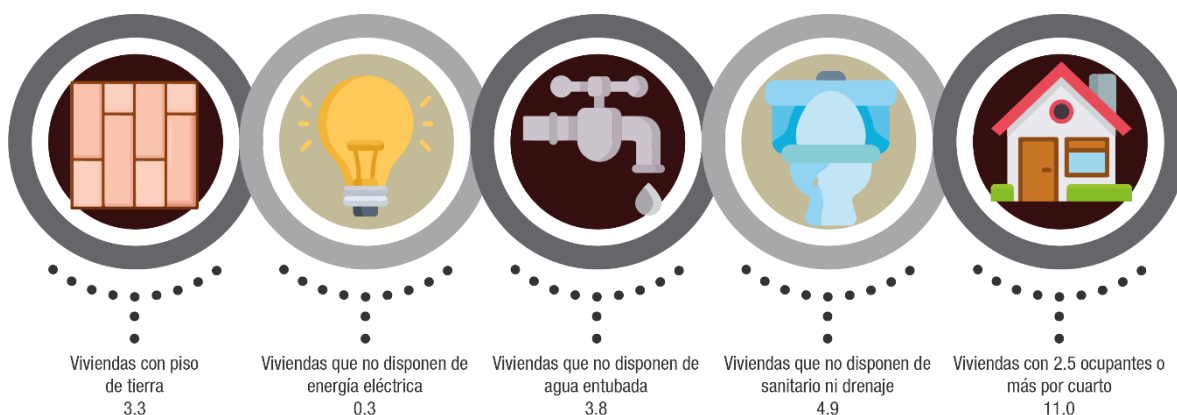 Viviendas con piso
de tierra
3.3
Viviendas que no disponen de
energía eléctrica
0.3
Viviendas que no disponen de
agua entubada
3.8
Viviendas que no disponen de
sanitario ni drenaje
4.9
Viviendas con 2.5 ocupantes o
más por cuarto
11.0